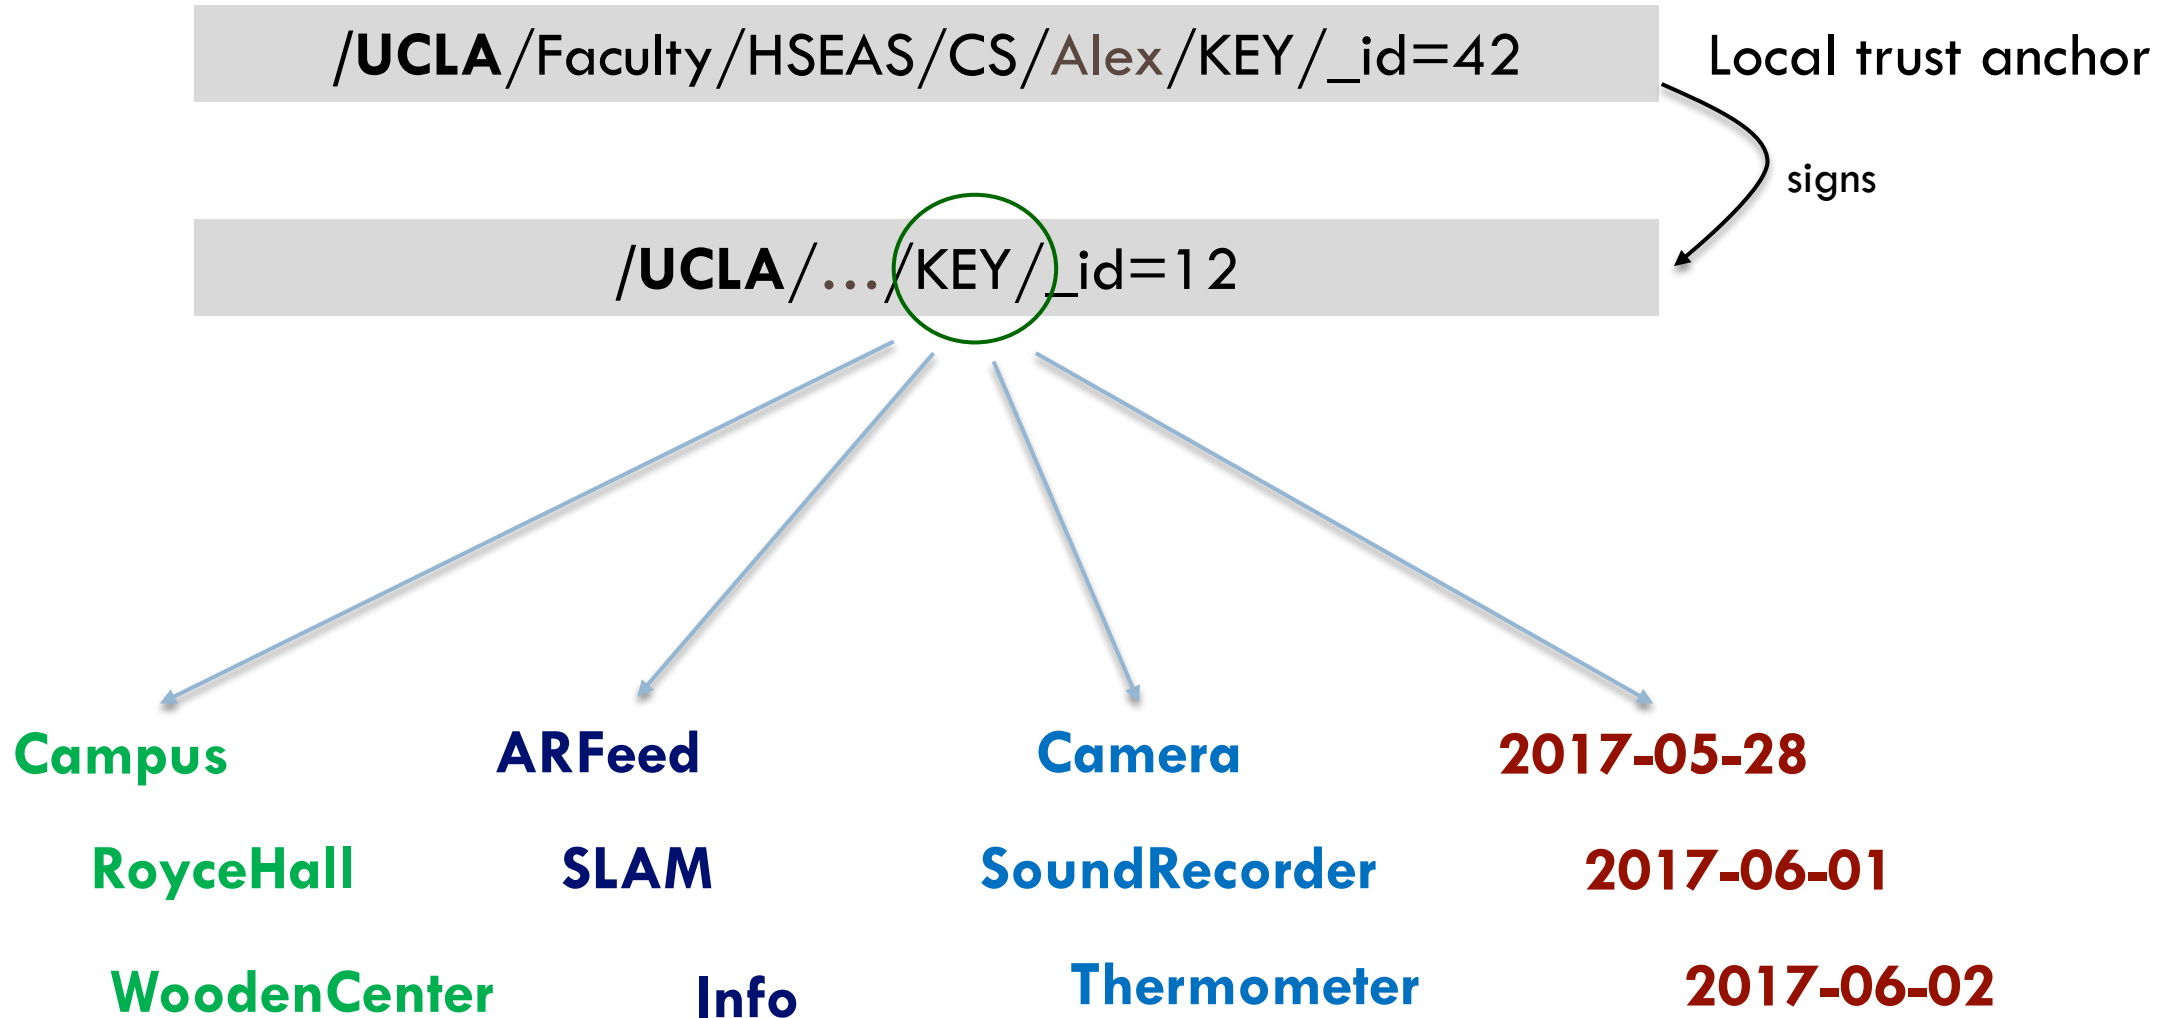 /UCLA/Faculty/HSEAS/CS/Alex/KEY/_id=42
Local trust anchor
signs
/UCLA/.../KEY/_id=12
Campus
ARFeed
Camera
2017-05-28
RoyceHall
SLAM
SoundRecorder
2017-06-01
WoodenCenter
Info
Thermometer
2017-06-02